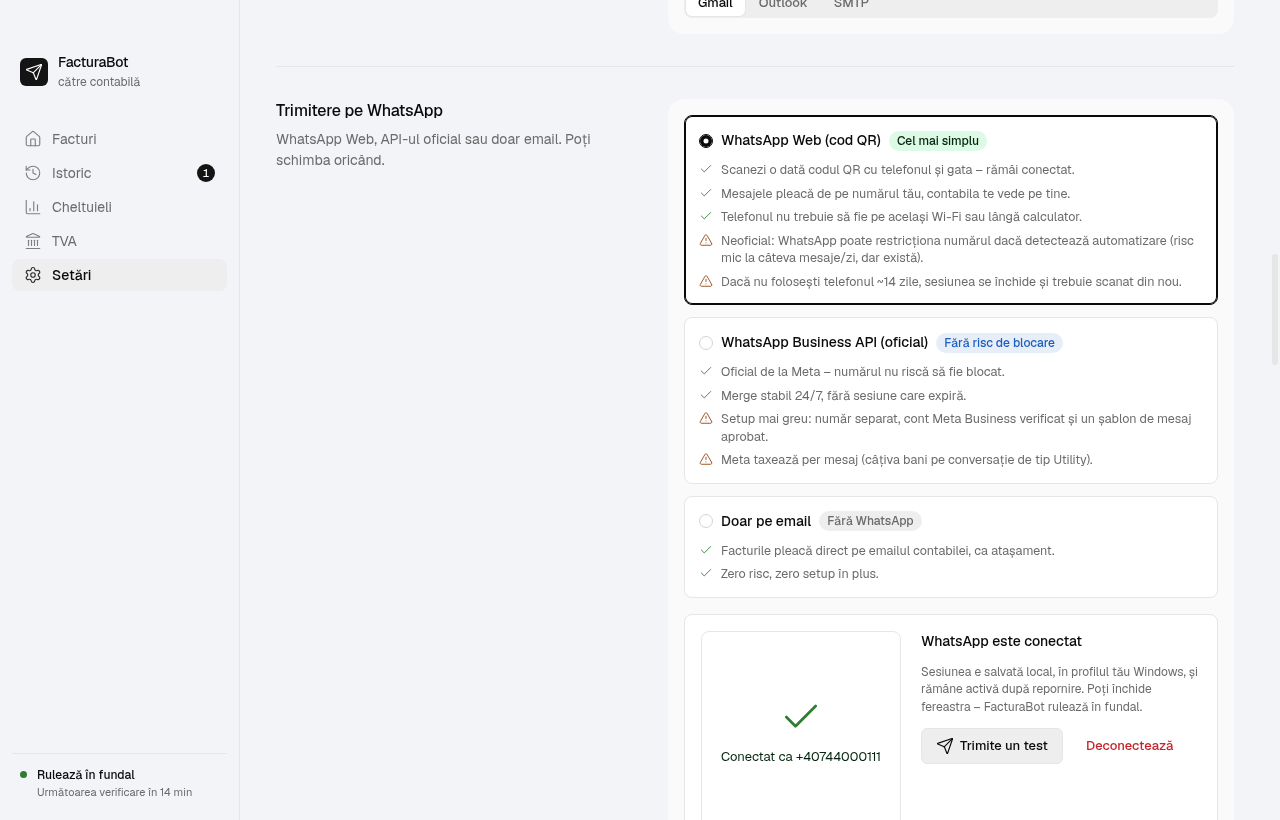 FacturaBot
către contabilă
Facturi
Istoric
1
Cheltuieli
TVA
Setări
Rulează în fundal
Următoarea verificare în 14 min
Gmail
Outlook
SMTP
Trimitere pe WhatsApp
WhatsApp Web, API-ul oficial sau doar email. Poți
schimba oricând.
WhatsApp Web (cod QR)
Cel mai simplu
Scanezi o dată codul QR cu telefonul și gata – rămâi conectat.
Mesajele pleacă de pe numărul tău, contabila te vede pe tine.
Telefonul nu trebuie să fie pe același Wi-Fi sau lângă calculator.
Neoficial: WhatsApp poate restricționa numărul dacă detectează automatizare (risc
mic la câteva mesaje/zi, dar există).
Dacă nu folosești telefonul ~14 zile, sesiunea se închide și trebuie scanat din nou.
WhatsApp Business API (oficial)
Fără risc de blocare
Oficial de la Meta – numărul nu riscă să fie blocat.
Merge stabil 24/7, fără sesiune care expiră.
Setup mai greu: număr separat, cont Meta Business verificat și un șablon de mesaj
aprobat.
Meta taxează per mesaj (câțiva bani pe conversație de tip Utility).
Doar pe email
Fără WhatsApp
Facturile pleacă direct pe emailul contabilei, ca atașament.
Zero risc, zero setup în plus.
Conectat ca +40744000111
WhatsApp este conectat
Sesiunea e salvată local, în profilul tău Windows, și
rămâne activă după repornire. Poți închide
fereastra – FacturaBot rulează în fundal.
Trimite un test
Deconectează